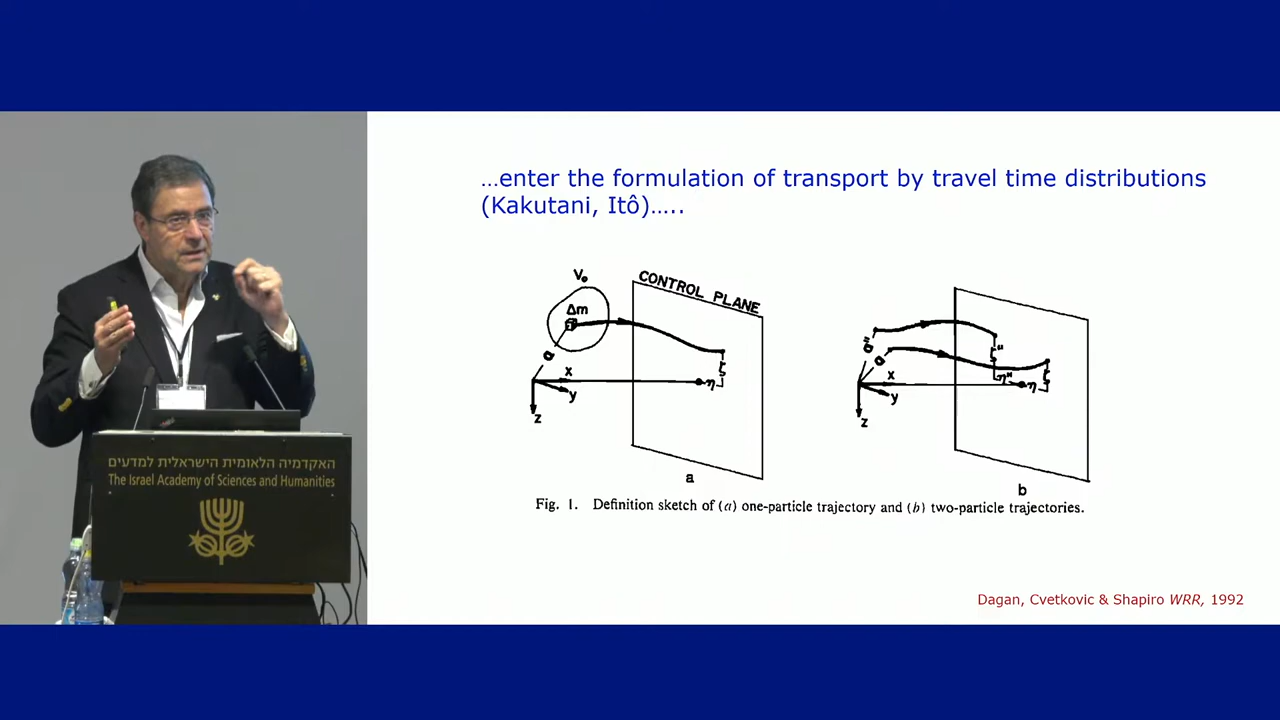 …enter the formulation of transport by travel time distributions
(Kakutani, Itô)…..
V₀
CONTROL PLANE
Δm
a
x
y
z
ζ
η
a
ã
a
x
y
z
ζ"
η"
ζ
η
b
Fig. 1. Definition sketch of (a) one-particle trajectory and (b) two-particle trajectories.
Dagan, Cvetkovic & Shapiro WRR, 1992
האקדמיה הלאומית הישראלית למדעים
The Israel Academy of Sciences and Humanities